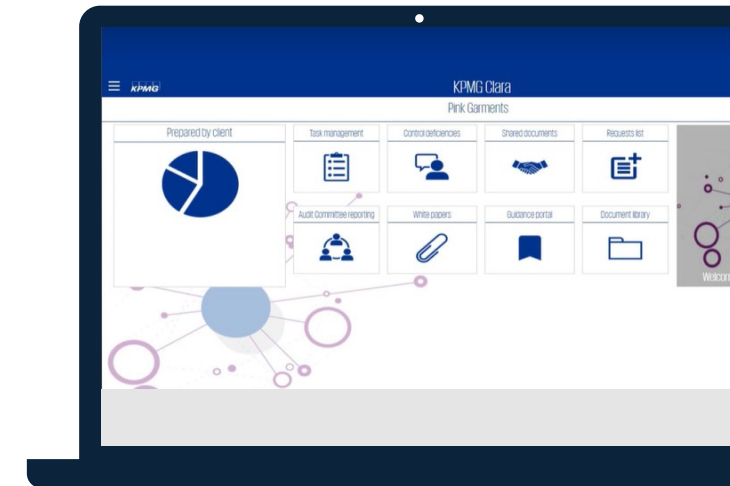 KPMG
KPMG Clara
Pink Garments
Prepared by client
Task management
Control deficiencies
Shared documents
Requests list
Audit Committee reporting
White papers
Guidance portal
Document library